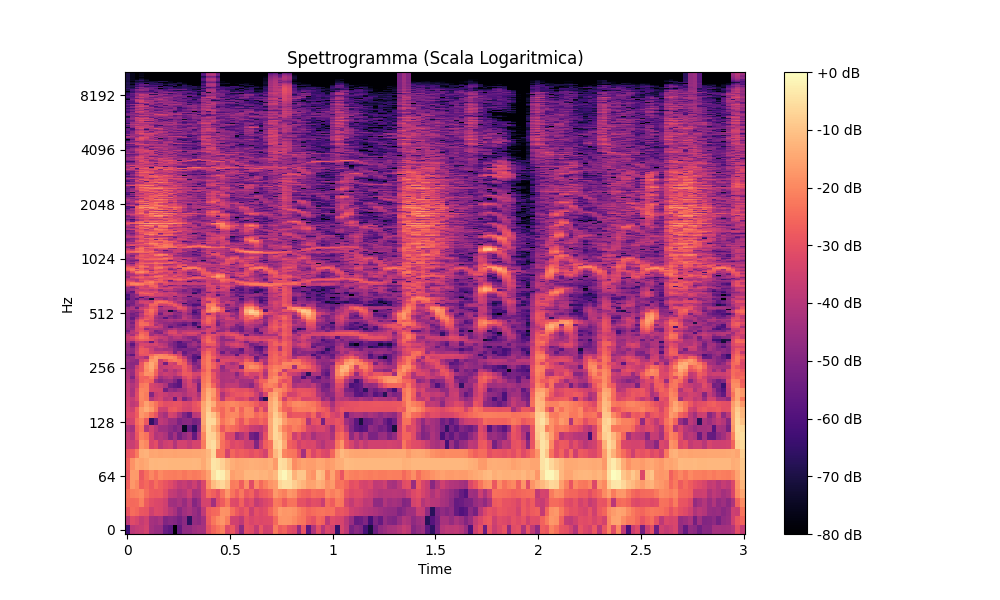 Spettrogramma (Scala Logaritmica)
Hz
8192
4096
2048
1024
512
256
128
64
0
0
0.5
1
1.5
2
2.5
3
Time
+0 dB
-10 dB
-20 dB
-30 dB
-40 dB
-50 dB
-60 dB
-70 dB
-80 dB